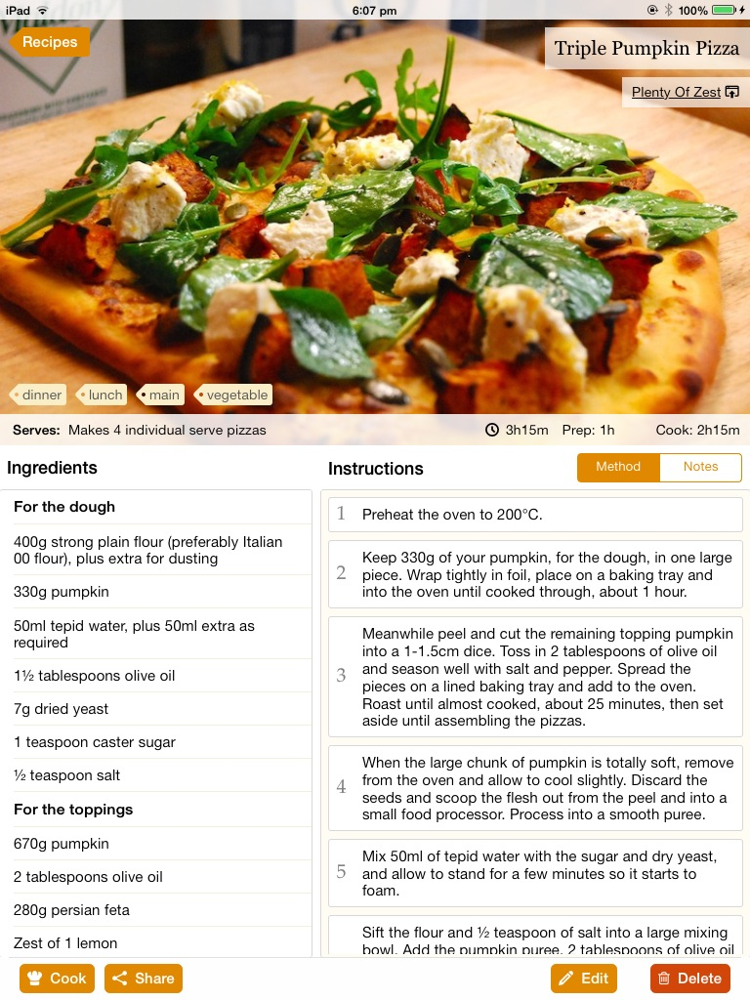 iPad
6:07 pm
100%
Recipes
Triple Pumpkin Pizza
Plenty Of Zest
dinner
lunch
main
vegetable
Serves: Makes 4 individual serve pizzas
3h15m Prep: 1h Cook: 2h15m
Ingredients
For the dough
400g strong plain flour (preferably Italian
00 flour), plus extra for dusting
330g pumpkin
50ml tepid water, plus 50ml extra as
required
1½ tablespoons olive oil
7g dried yeast
1 teaspoon caster sugar
½ teaspoon salt
For the toppings
670g pumpkin
2 tablespoons olive oil
280g persian feta
Zest of 1 lemon
Instructions
Method
Notes
1 Preheat the oven to 200°C.
2 Keep 330g of your pumpkin, for the dough, in one large
piece. Wrap tightly in foil, place on a baking tray and
into the oven until cooked through, about 1 hour.
3 Meanwhile peel and cut the remaining topping pumpkin
into a 1-1.5cm dice. Toss in 2 tablespoons of olive oil
and season well with salt and pepper. Spread the
pieces on a lined baking tray and add to the oven.
Roast until almost cooked, about 25 minutes, then set
aside until assembling the pizzas.
4 When the large chunk of pumpkin is totally soft, remove
from the oven and allow to cool slightly. Discard the
seeds and scoop the flesh out from the peel and into a
small food processor. Process into a smooth puree.
5 Mix 50ml of tepid water with the sugar and dry yeast,
and allow to stand for a few minutes so it starts to
foam.
Sift the flour and ½ teaspoon of salt into a large mixing
bowl. Add the pumpkin puree, 2 tablespoons of olive oil
Cook
Share
Edit
Delete